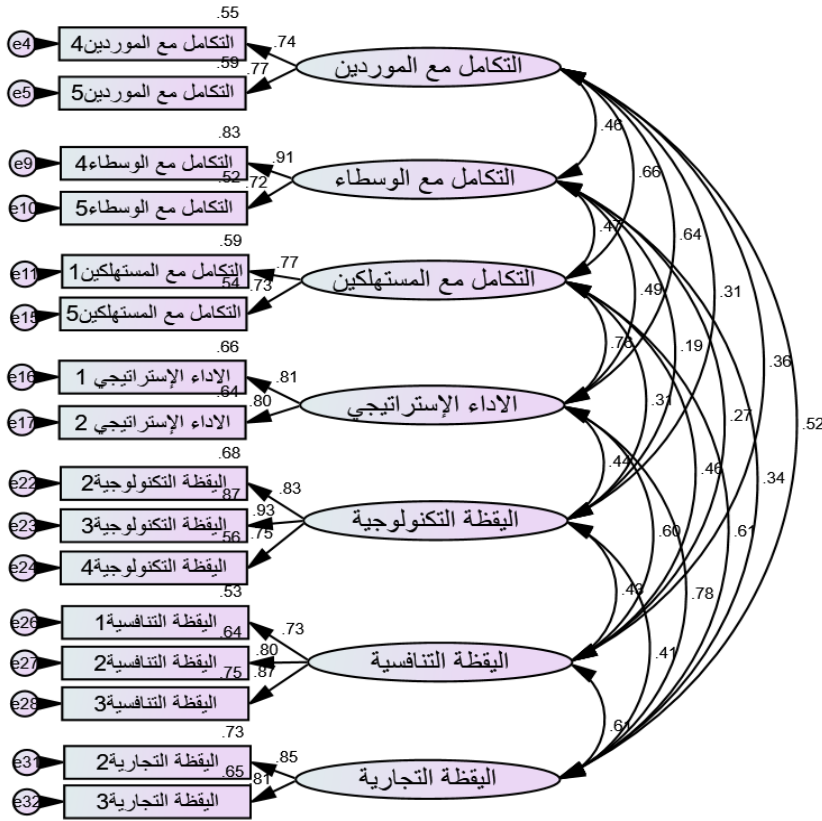 .55
e4 التكامل مع الموردين4 .74 التكامل مع الموردين
.59
e5 التكامل مع الموردين5 .77
.46
.83
e9 التكامل مع الوسطاء4 .91 .66
.52
e10 التكامل مع الوسطاء5 .72 التكامل مع الوسطاء
.47 .64
.59
e11 التكامل مع المستهلكين1 .77 التكامل مع المستهلكين
.54 .49 .31
e15 التكامل مع المستهلكين5 .73
.76 .19 .36
.66
e16 الاداء الإستراتيجي 1 .81
.64 .31 .27 .52
e17 الاداء الإستراتيجي 2 .80 الاداء الإستراتيجي
.68 .44 .46 .34
e22 اليقظة التكنولوجية2 .83
.87
e23 اليقظة التكنولوجية3 .93 اليقظة التكنولوجية
.56 .60 .61
e24 اليقظة التكنولوجية4 .75
.53 .43 .78
e26 اليقظة التنافسية1 .73
.64 .41
e27 اليقظة التنافسية2 .80 اليقظة التنافسية
.75
e28 اليقظة التنافسية3 .87
.73 .61
e31 اليقظة التجارية2 .85
.65
e32 اليقظة التجارية3 .81 اليقظة التجارية